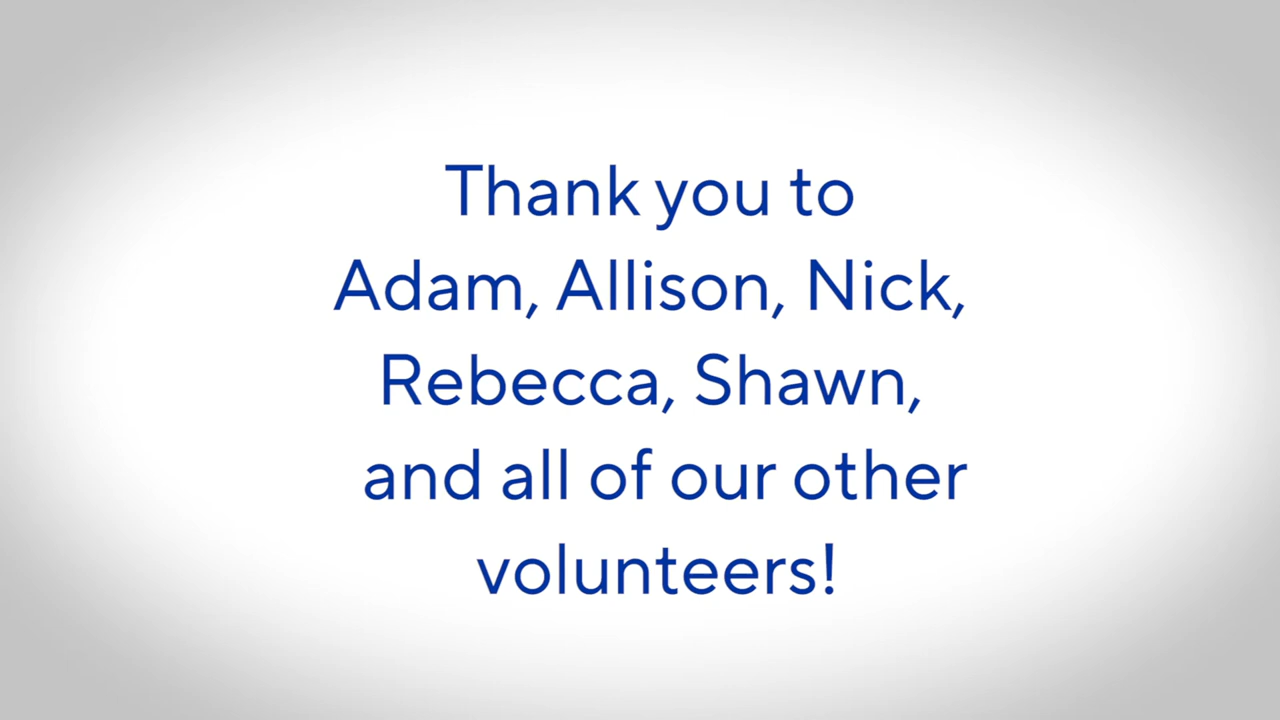 Thank you to
Adam, Allison, Nick,
Rebecca, Shawn,
and all of our other
volunteers!